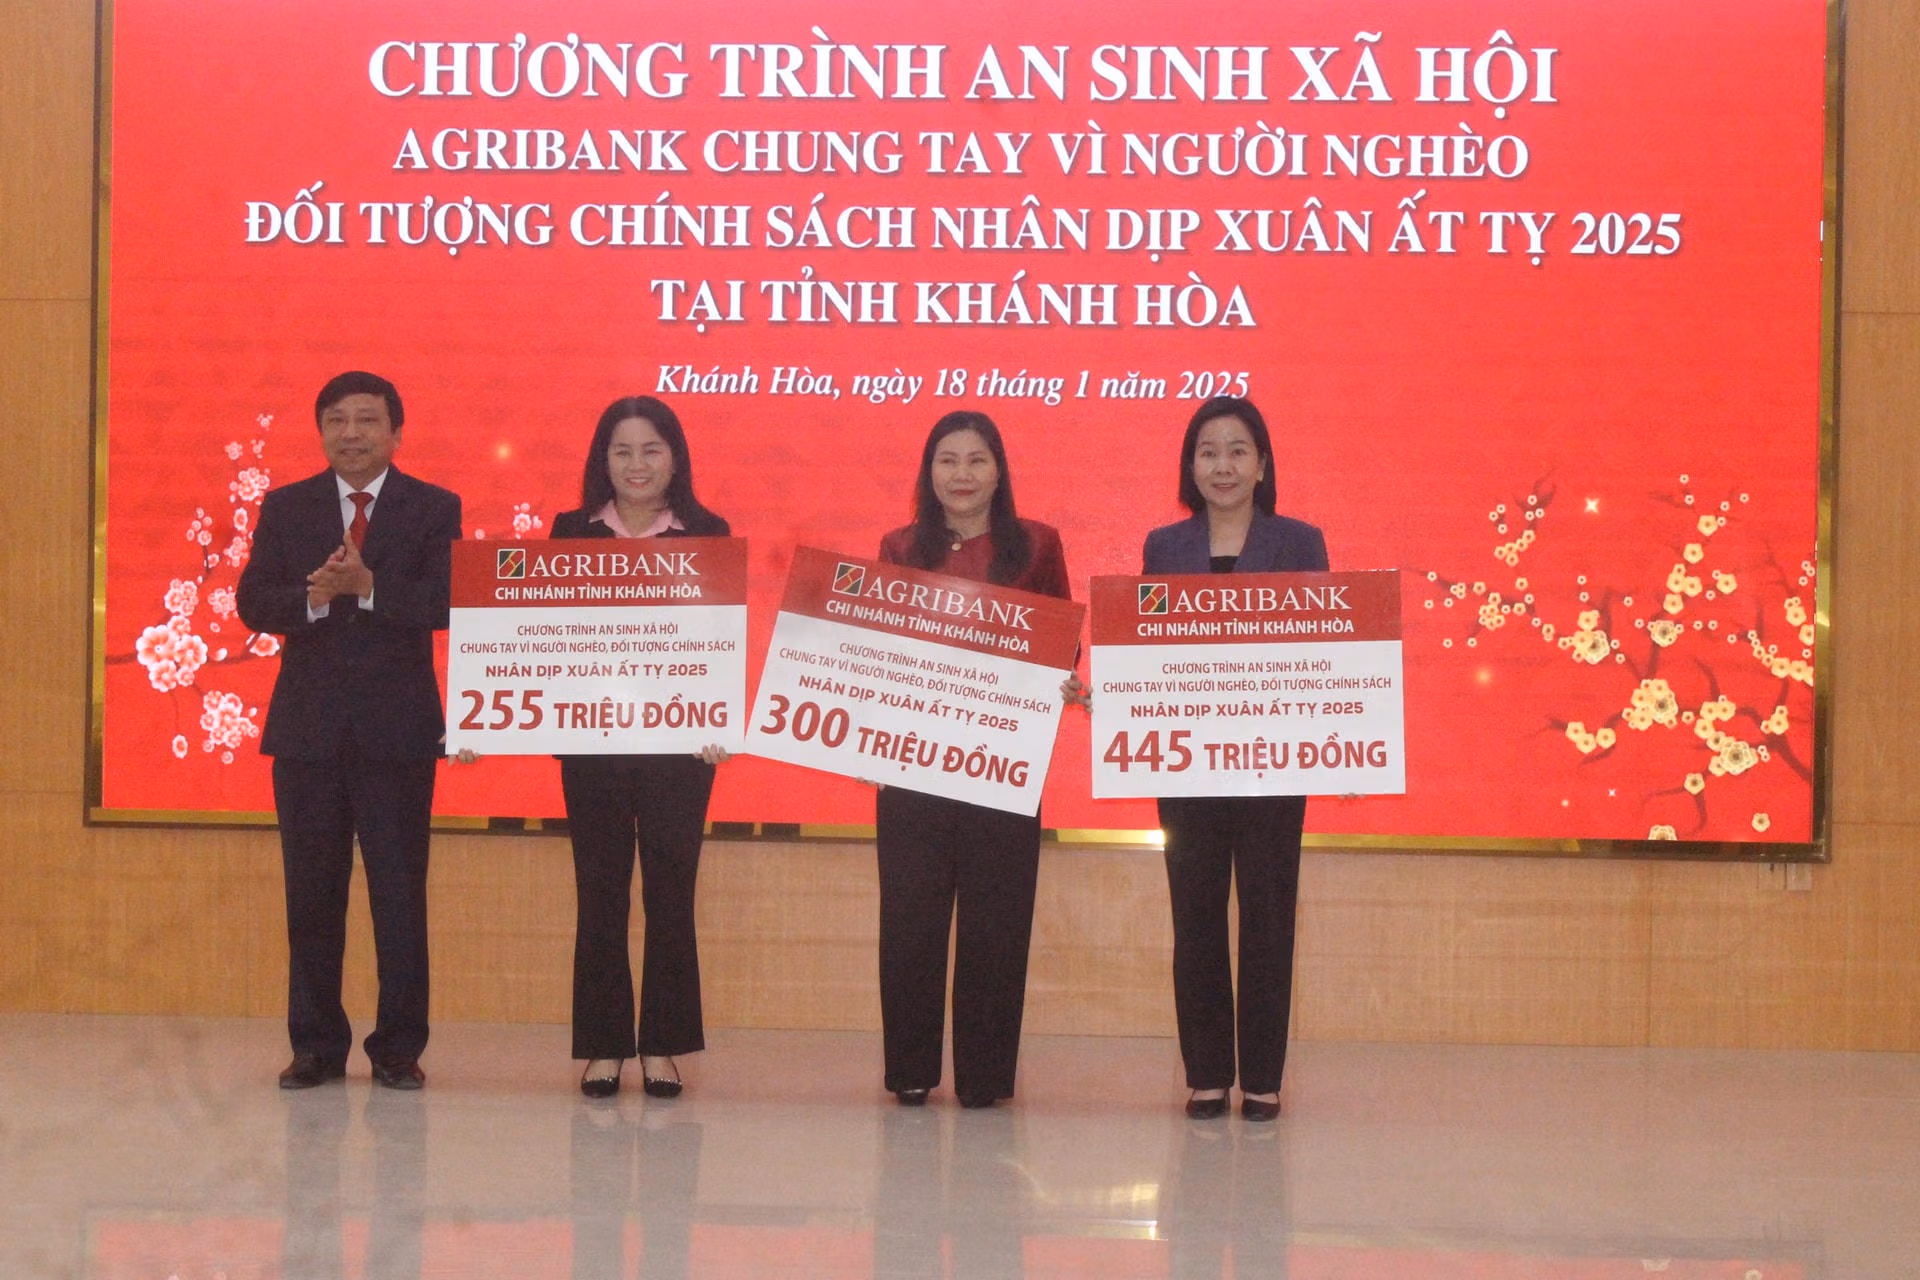 CHƯƠNG TRÌNH AN SINH XÃ HỘI
AGRIBANK CHUNG TAY VÌ NGƯỜI NGHÈO
ĐỐI TƯỢNG CHÍNH SÁCH NHÂN DỊP XUÂN ẤT TỴ 2025
TẠI TỈNH KHÁNH HÒA
Khánh Hòa, ngày 18 tháng 1 năm 2025
AGRIBANK
CHI NHÁNH TỈNH KHÁNH HÒA
CHƯƠNG TRÌNH AN SINH XÃ HỘI
CHUNG TAY VÌ NGƯỜI NGHÈO, ĐỐI TƯỢNG CHÍNH SÁCH
NHÂN DỊP XUÂN ẤT TỴ 2025
255 TRIỆU ĐỒNG
AGRIBANK
CHI NHÁNH TỈNH KHÁNH HÒA
CHƯƠNG TRÌNH AN SINH XÃ HỘI
CHUNG TAY VÌ NGƯỜI NGHÈO, ĐỐI TƯỢNG CHÍNH SÁCH
NHÂN DỊP XUÂN ẤT TỴ 2025
300 TRIỆU ĐỒNG
AGRIBANK
CHI NHÁNH TỈNH KHÁNH HÒA
CHƯƠNG TRÌNH AN SINH XÃ HỘI
CHUNG TAY VÌ NGƯỜI NGHÈO, ĐỐI TƯỢNG CHÍNH SÁCH
NHÂN DỊP XUÂN ẤT TỴ 2025
445 TRIỆU ĐỒNG